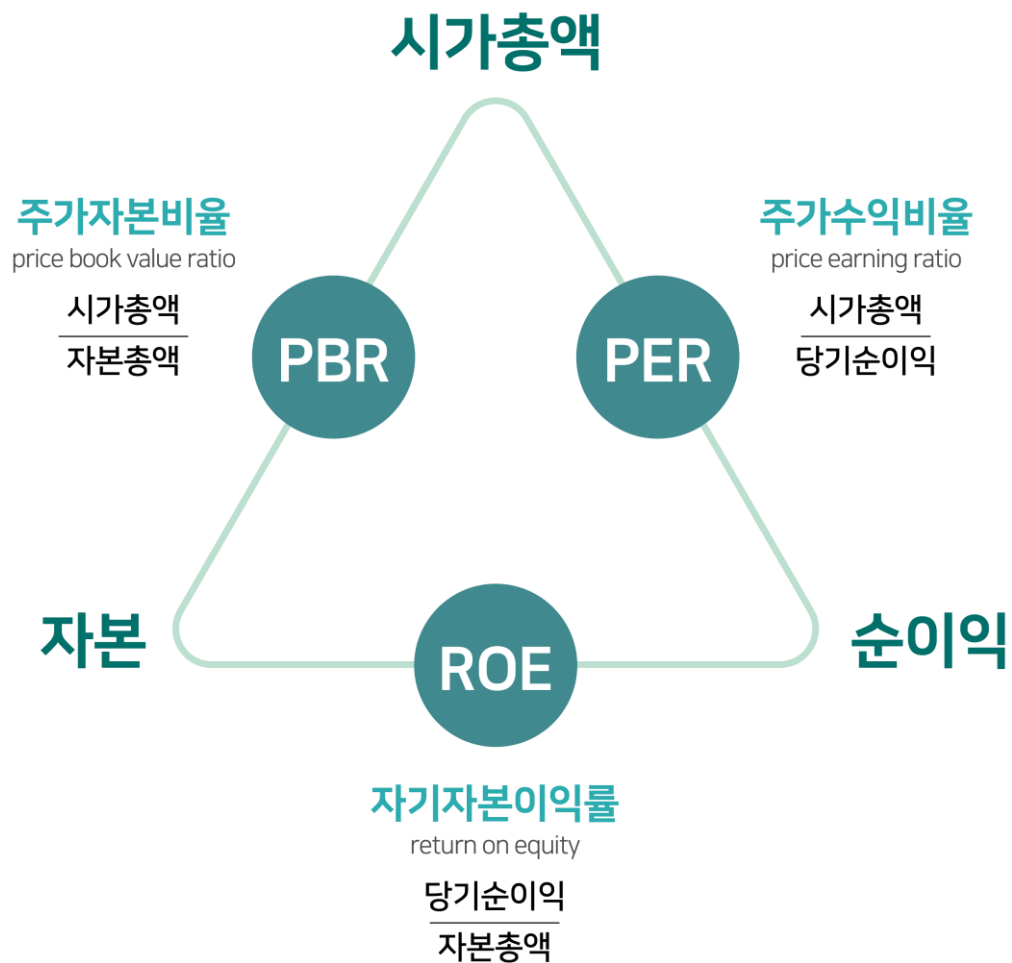 시가총액
주가자본비율
price book value ratio
시가총액
자본총액
PBR
주가수익비율
price earning ratio
시가총액
당기순이익
PER
자본
순이익
ROE
자기자본이익률
return on equity
당기순이익
자본총액